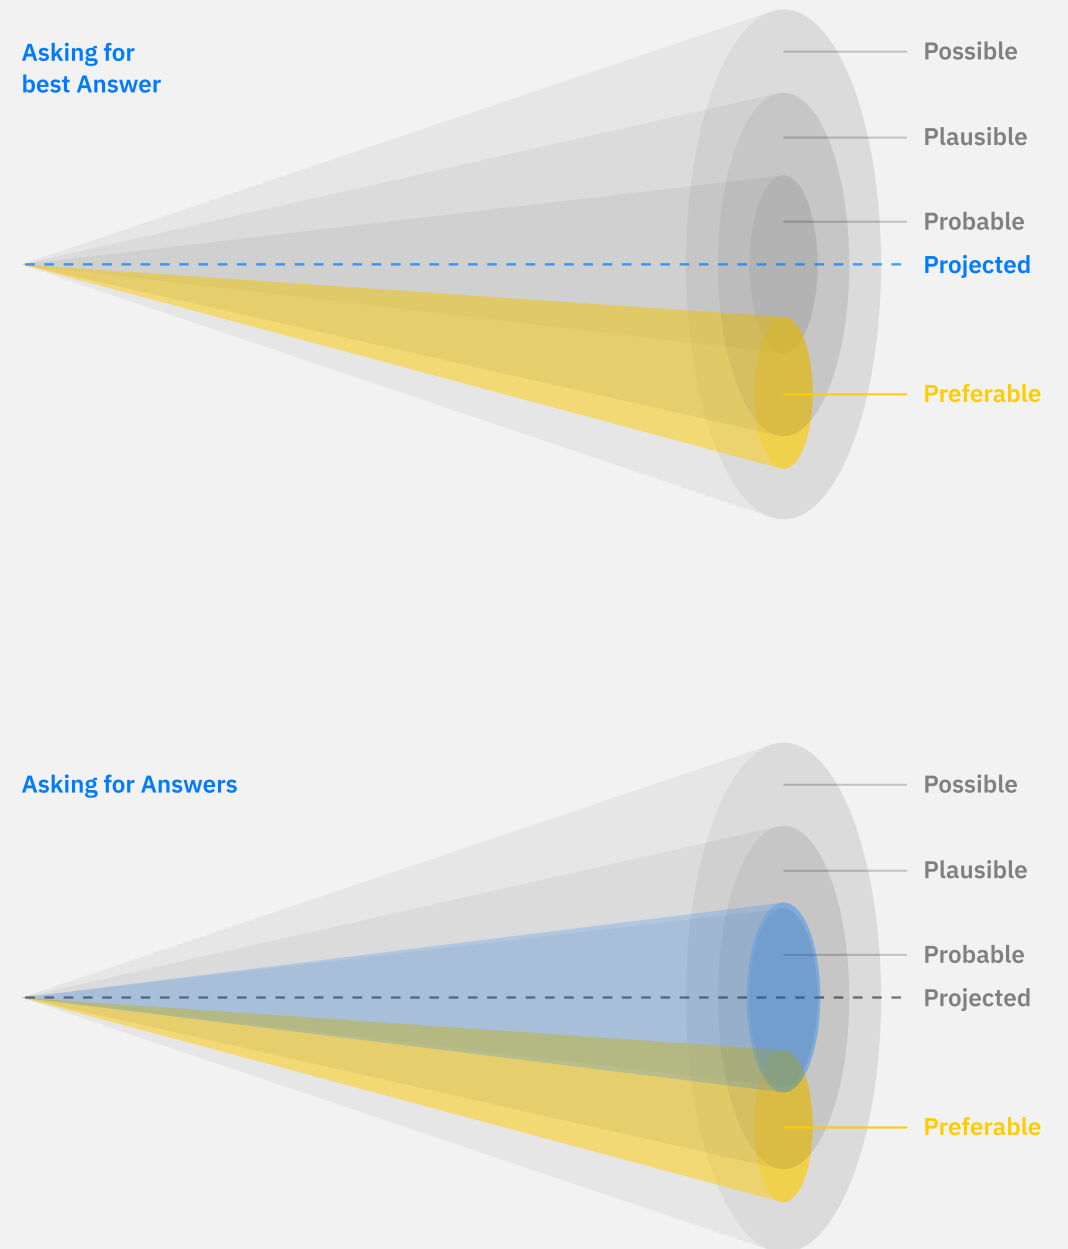 Asking for
best Answer
Possible
Plausible
Probable
Projected
Preferable
Asking for Answers
Possible
Plausible
Probable
Projected
Preferable